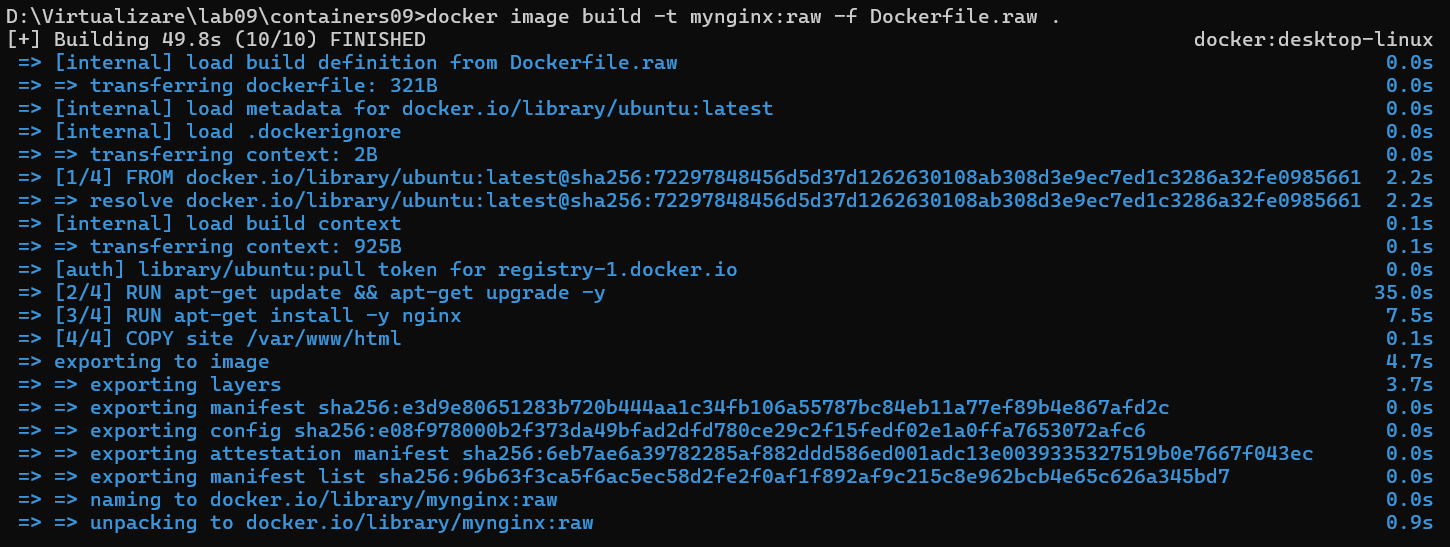 D:\Virtualizare\lab09\containers09>docker image build -t mynginx:raw -f Dockerfile.raw .
[+] Building 49.8s (10/10) FINISHED docker:desktop-linux
=> [internal] load build definition from Dockerfile.raw 0.0s
=> => transferring dockerfile: 321B 0.0s
=> [internal] load metadata for docker.io/library/ubuntu:latest 0.0s
=> [internal] load .dockerignore 0.0s
=> => transferring context: 2B 0.0s
=> [1/4] FROM docker.io/library/ubuntu:latest@sha256:72297848456d5d37d1262630108ab308d3e9ec7ed1c3286a32fe0985661 2.2s
=> => resolve docker.io/library/ubuntu:latest@sha256:72297848456d5d37d1262630108ab308d3e9ec7ed1c3286a32fe0985661 2.2s
=> [internal] load build context 0.1s
=> => transferring context: 925B 0.1s
=> [auth] library/ubuntu:pull token for registry-1.docker.io 0.0s
=> [2/4] RUN apt-get update && apt-get upgrade -y 35.0s
=> [3/4] RUN apt-get install -y nginx 7.5s
=> [4/4] COPY site /var/www/html 0.1s
=> exporting to image 4.7s
=> => exporting layers 3.7s
=> => exporting manifest sha256:e3d9e80651283b720b444aa1c34fb106a55787bc84eb11a77ef89b4e867afd2c 0.0s
=> => exporting config sha256:e08f978000b2f373da49bfad2dfd780ce29c2f15fedf02e1a0ffa7653072afc6 0.0s
=> => exporting attestation manifest sha256:6eb7ae6a39782285af882ddd586ed001adc13e0039335327519b0e7667f043ec 0.0s
=> => exporting manifest list sha256:96b63f3ca5f6ac5ec58d2fe2f0af1f892af9c215c8e962bcb4e65c626a345bd7 0.0s
=> => naming to docker.io/library/mynginx:raw 0.0s
=> => unpacking to docker.io/library/mynginx:raw 0.9s